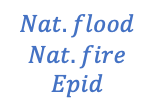 Nat. flood
Nat. fire
Epid